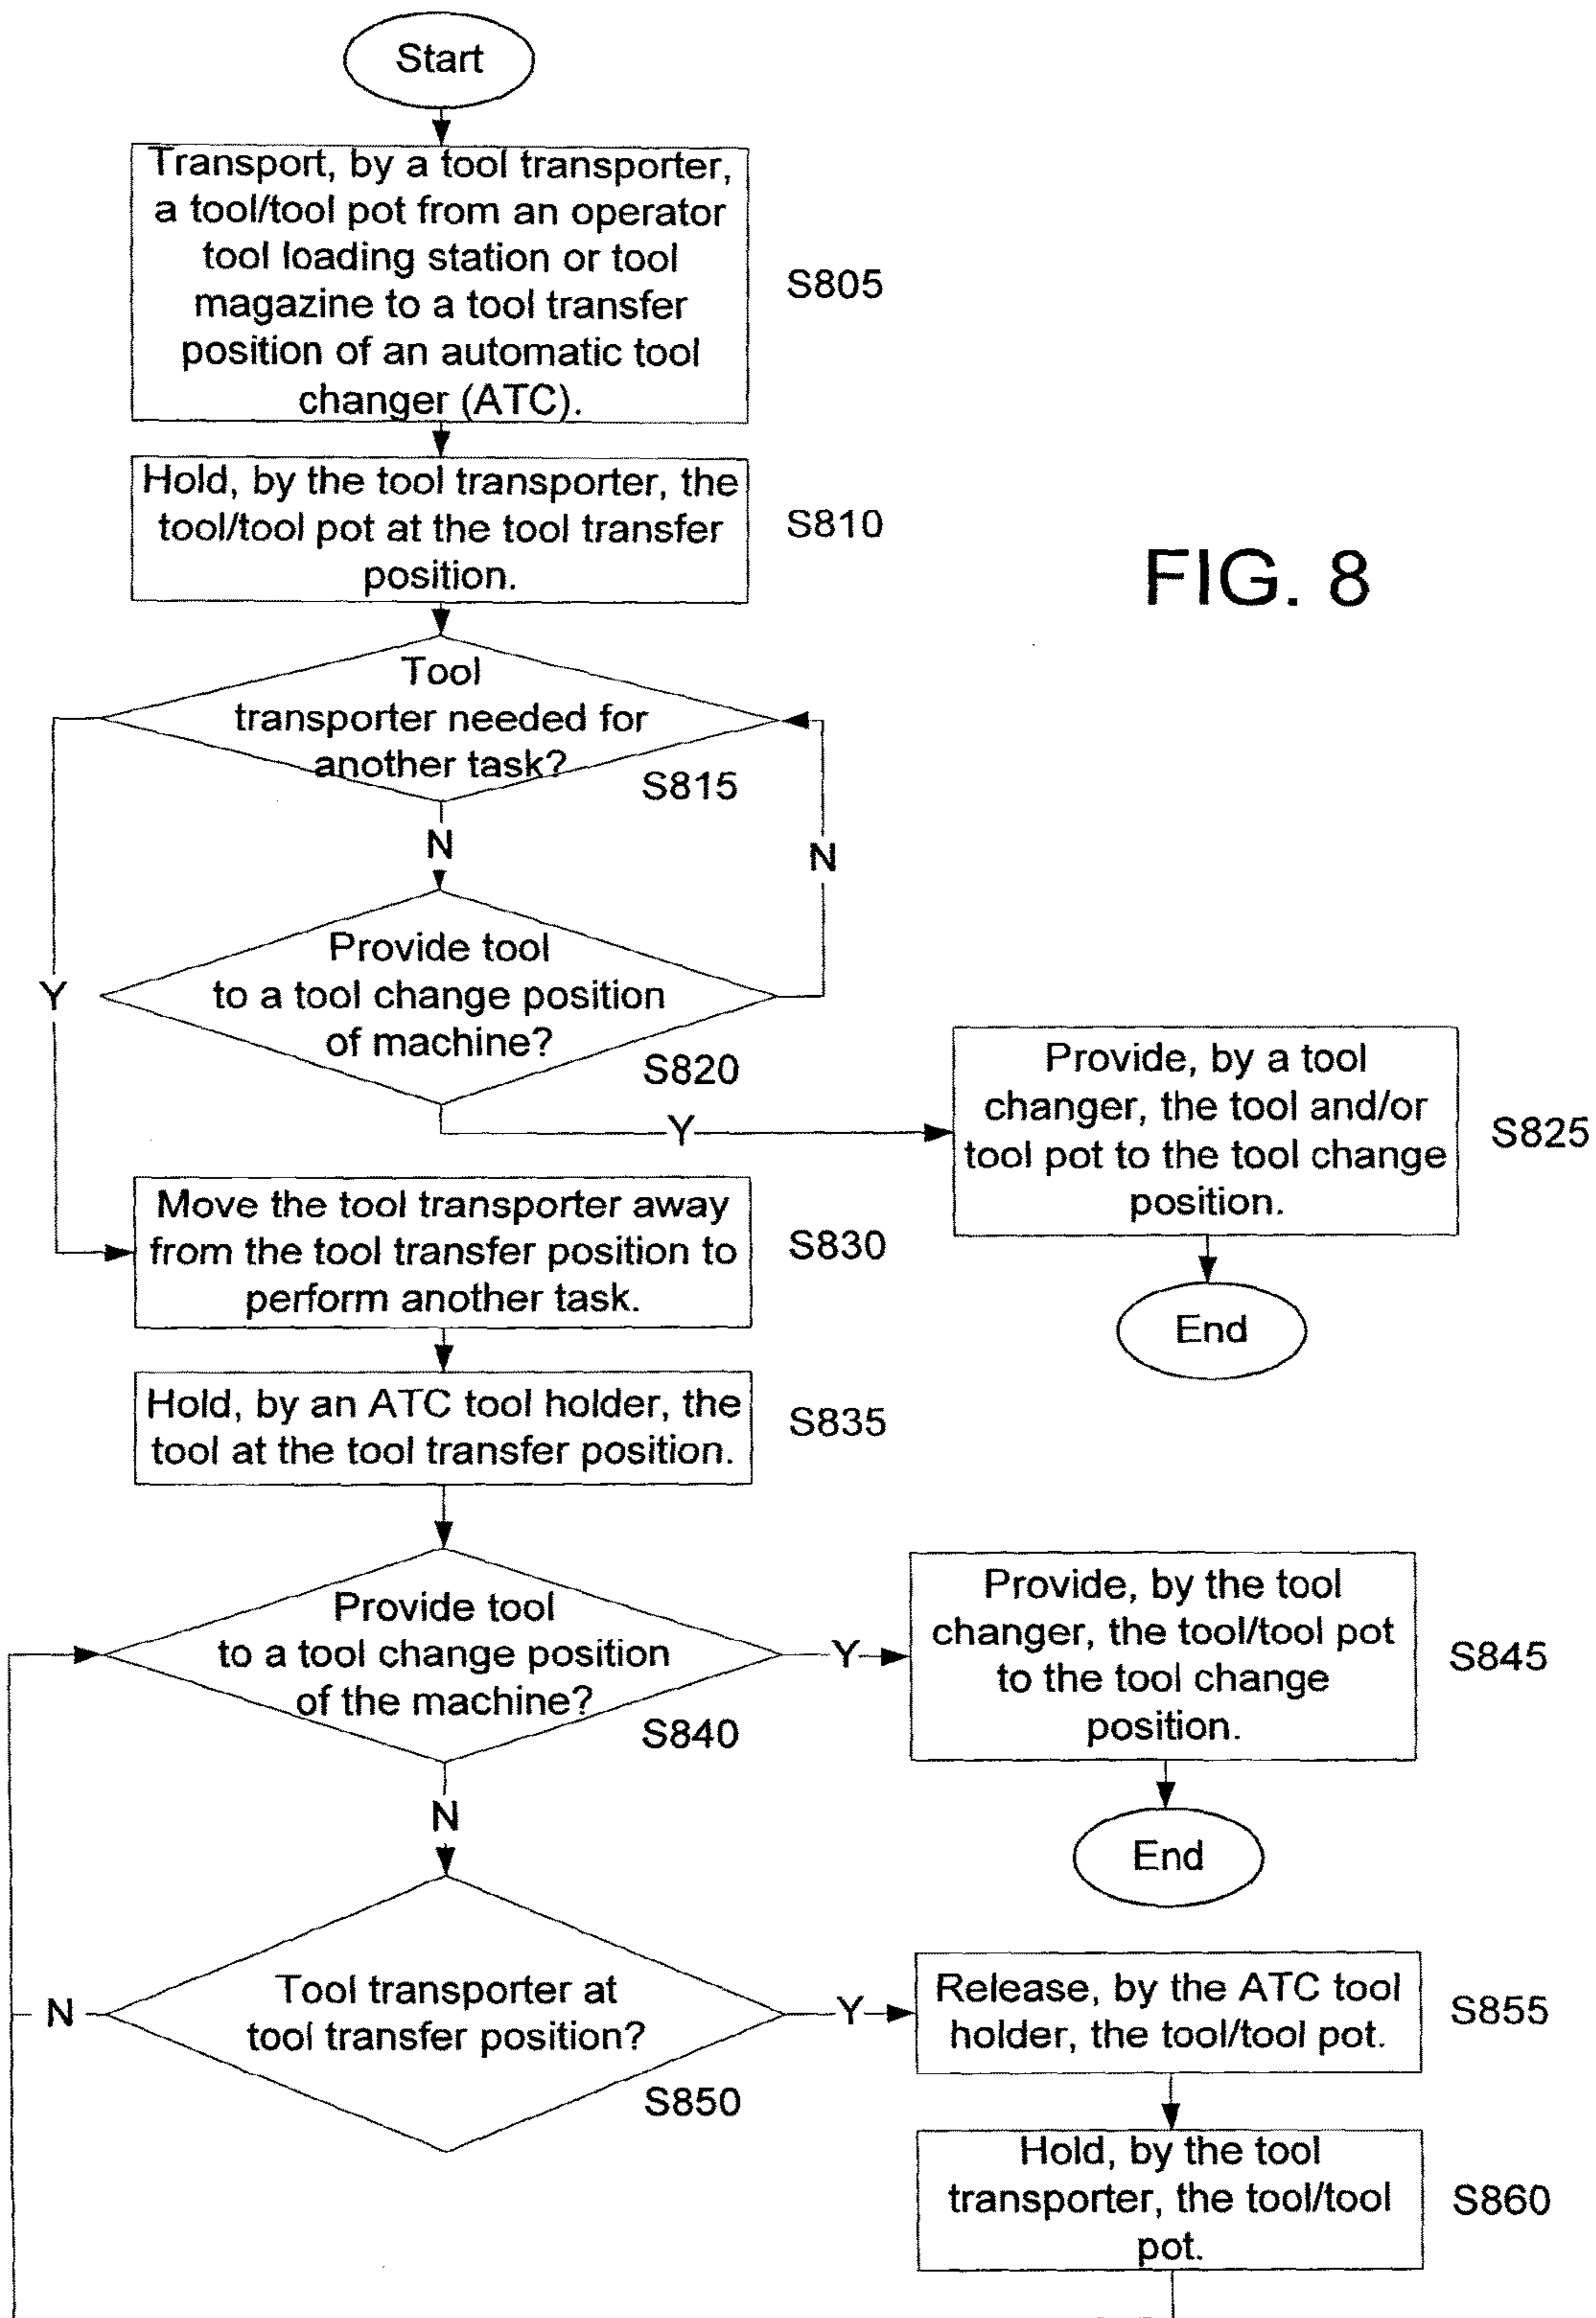 Start
Transport, by a tool transporter,
a tool/tool pot from an operator
tool loading station or tool
magazine to a tool transfer
position of an automatic tool
changer (ATC).
S805
Hold, by the tool transporter, the
tool/tool pot at the tool transfer
position.
S810
FIG. 8
Tool
transporter needed for
another task?
S815
N
N
Y
Provide tool
to a tool change position
of machine?
S820
Y
Provide, by a tool
changer, the tool and/or
tool pot to the tool change
position.
S825
End
Move the tool transporter away
from the tool transfer position to
perform another task.
S830
Hold, by an ATC tool holder, the
tool at the tool transfer position.
S835
Provide tool
to a tool change position
of the machine?
S840
Y
Provide, by the tool
changer, the tool/tool pot
to the tool change
position.
S845
End
N
Tool transporter at
tool transfer position?
S850
N
Y
Release, by the ATC tool
holder, the tool/tool pot.
S855
Hold, by the tool
transporter, the tool/tool
pot.
S860